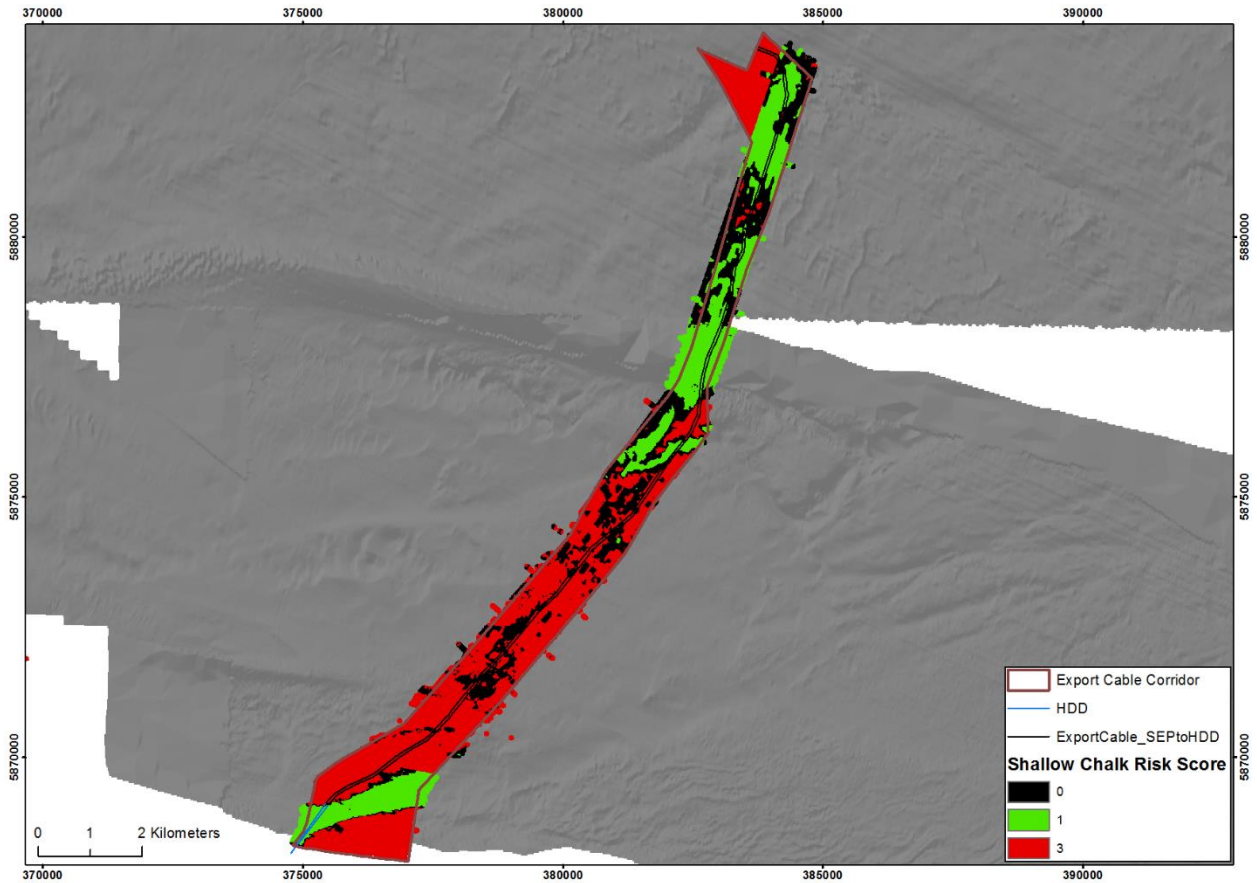 370000 375000 380000 385000 390000
5880000 5880000
5875000 5875000
5870000 5870000
Export Cable Corridor
HDD
ExportCable_SEPtoHDD
Shallow Chalk Risk Score
0
1
3
0 1 2 Kilometers
370000 375000 380000 385000 390000